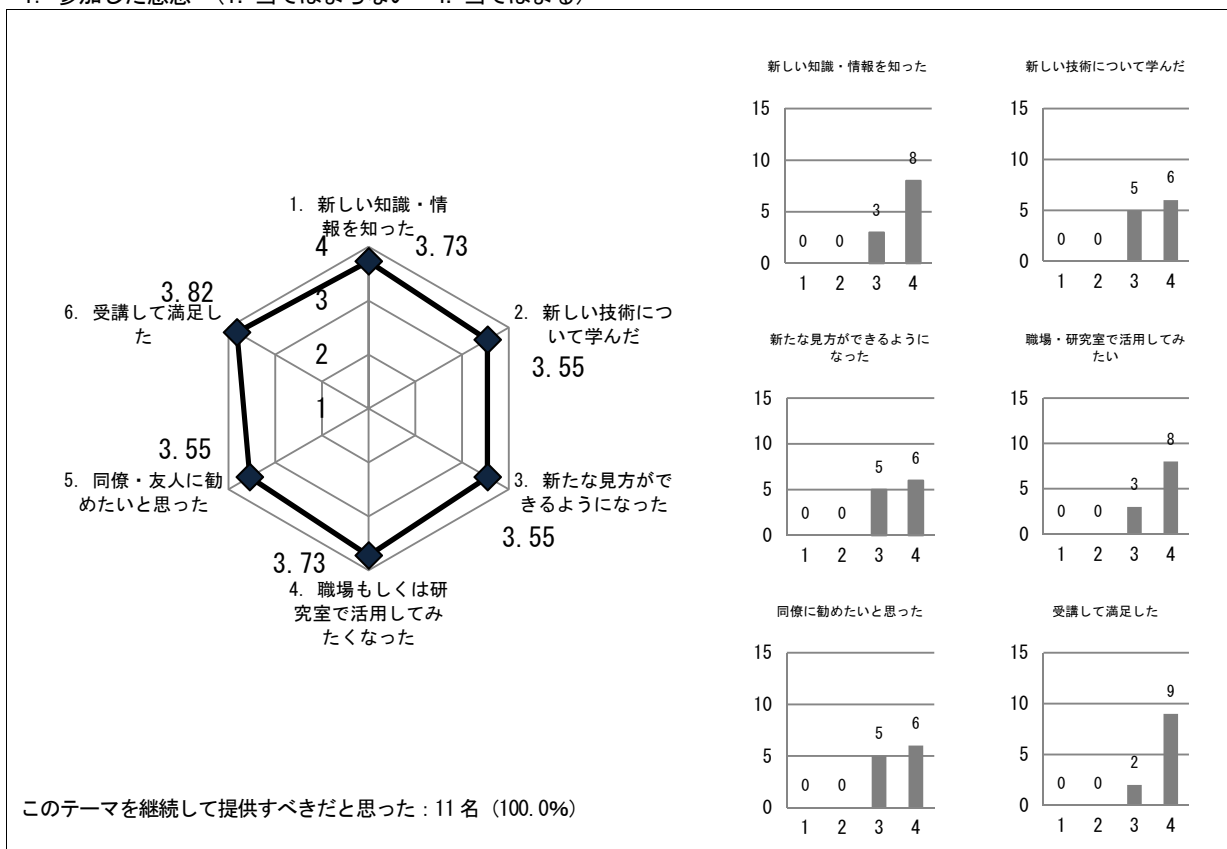 新しい知識・情報を知った
15
10
5
0
0
0
3
8
1 2 3 4
新しい技術について学んだ
15
10
5
0
0
0
5
6
1 2 3 4
1. 新しい知識・情
報を知った
3.73
2. 新しい技術につ
いて学んだ
3.55
3. 新たな見方がで
きるようになった
3.55
4. 職場もしくは研
究室で活用してみ
たくなった
3.73
5. 同僚・友人に勧
めたいと思った
3.55
6. 受講して満足し
た
3.82
4
3
2
1
新たな見方ができるように
なった
15
10
5
0
0
0
5
6
1 2 3 4
職場・研究室で活用してみ
たい
15
10
5
0
0
0
3
8
1 2 3 4
同僚に勧めたいと思った
15
10
5
0
0
0
5
6
1 2 3 4
受講して満足した
15
10
5
0
0
0
2
9
1 2 3 4
このテーマを継続して提供すべきだと思った：11 名（100.0%）